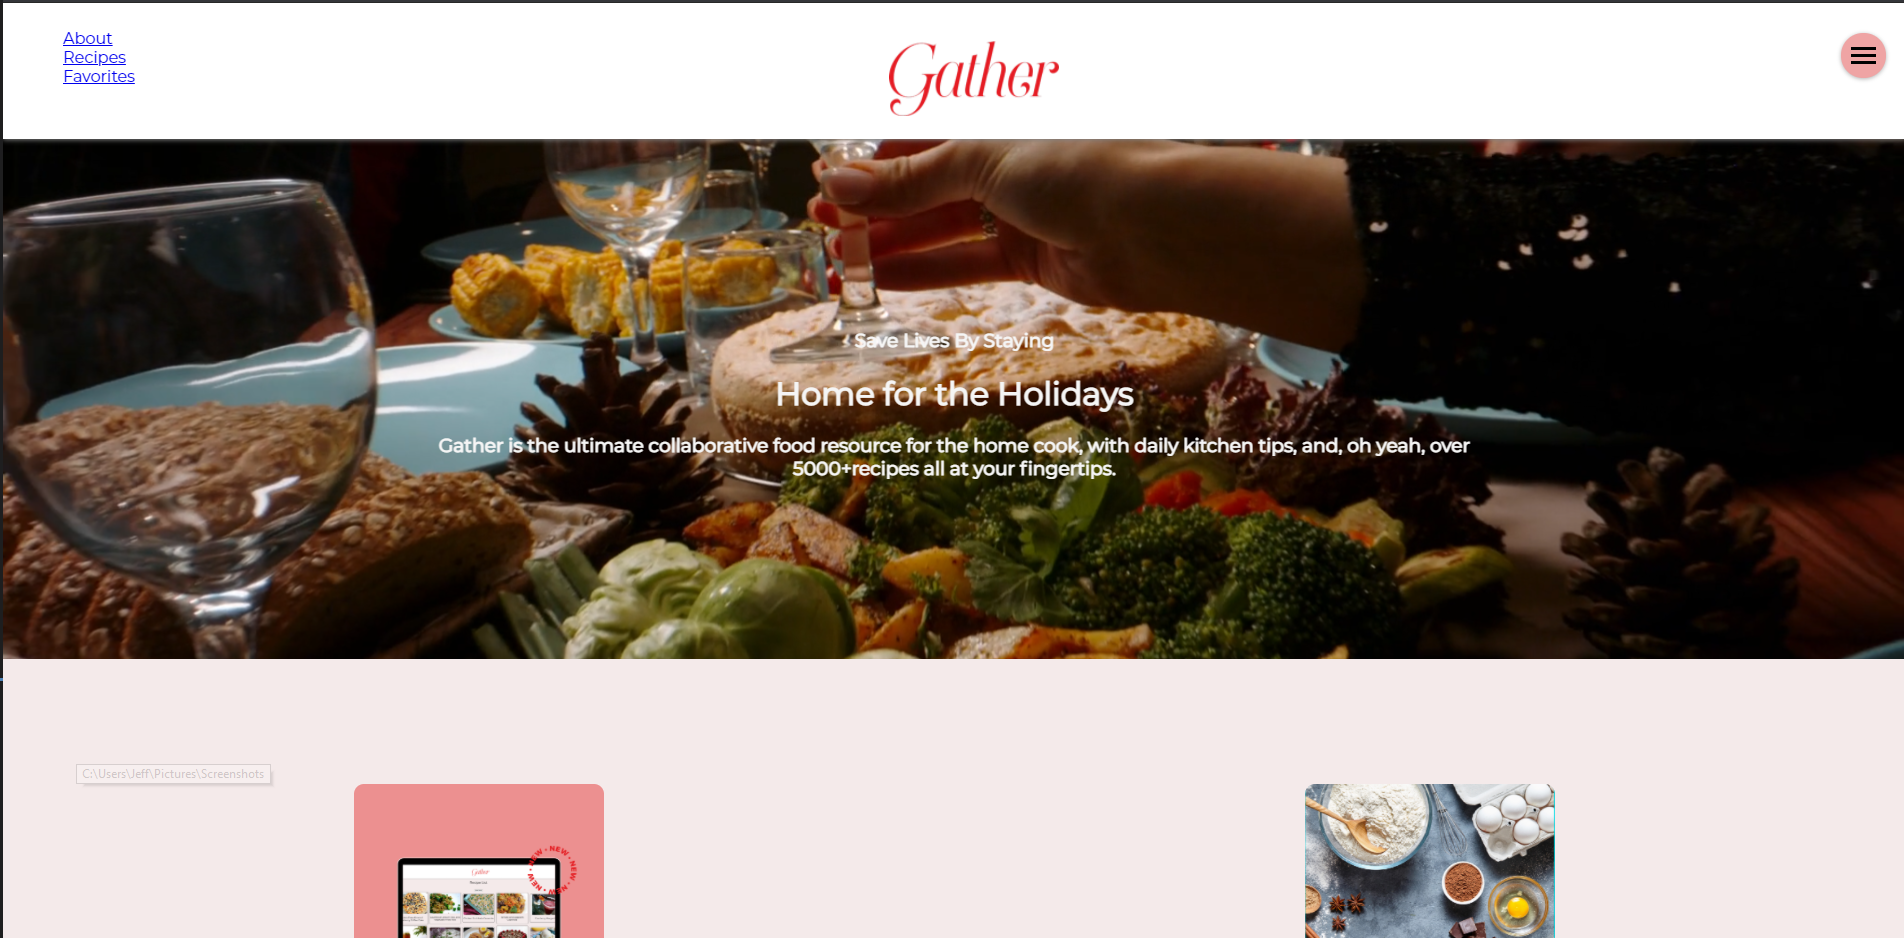 About
Recipes
Favorites
Gather
Save Lives By Staying
Home for the Holidays
Gather is the ultimate collaborative food resource for the home cook, with daily kitchen tips, and, oh yeah, over
5000+recipes all at your fingertips.
C:\Users\Jeff\Pictures\Screenshots
NEW • NEW • NEW • NEW • NEW •
Gather